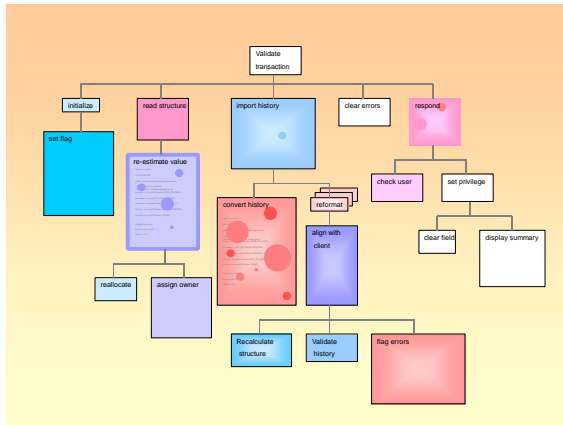 Validate
transaction
initialize
read structure
import history
clear errors
respond
set flag
re-estimate value
check user
set privilege
convert history
reformat
align with
client
clear field
display summary
reallocate
assign owner
Recalculate
structure
Validate
history
flag errors